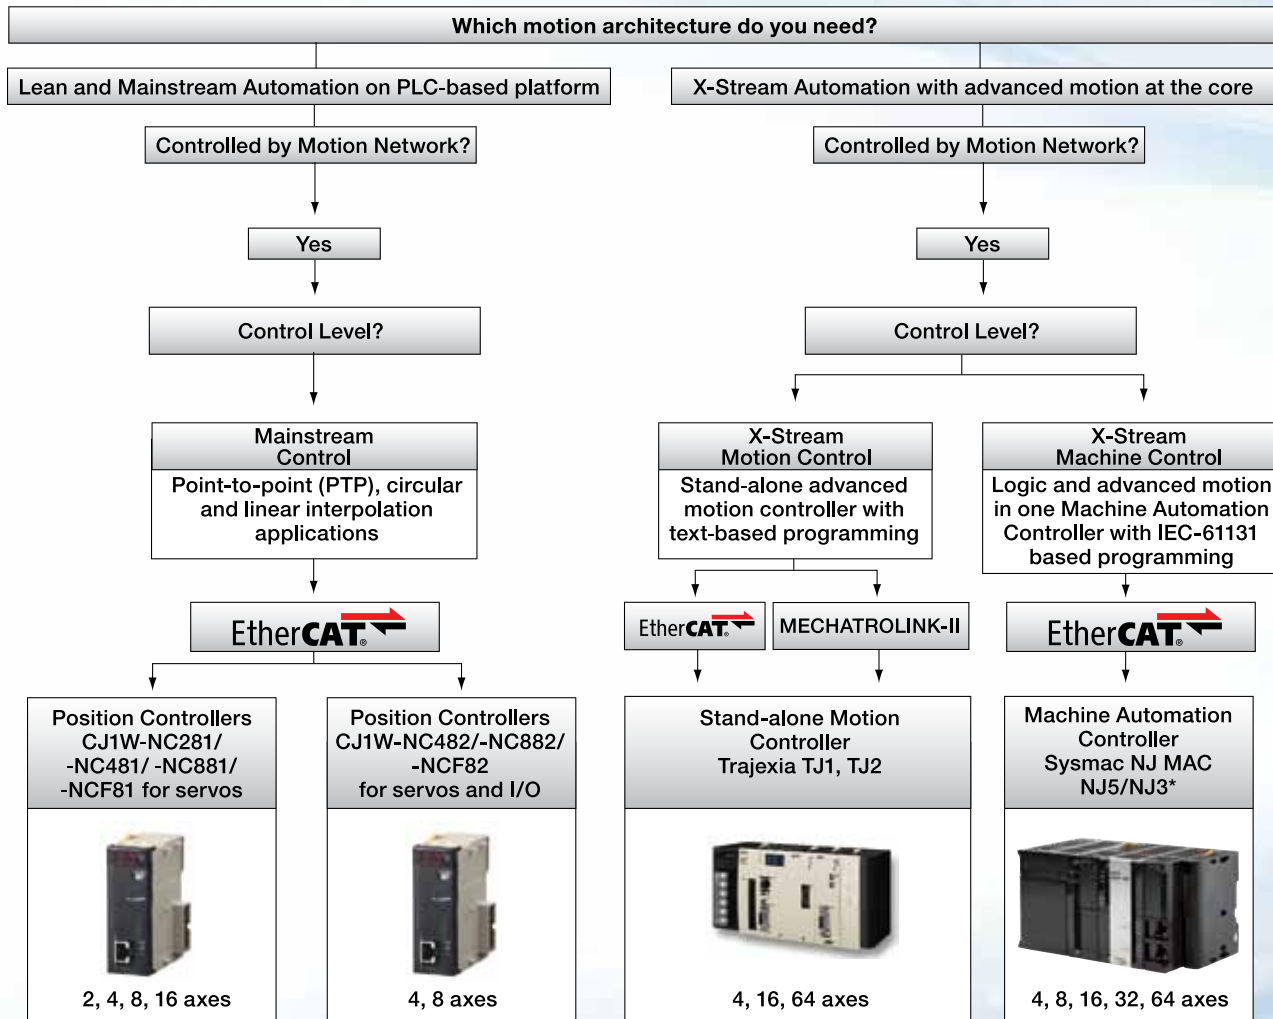 Which motion architecture do you need?
Lean and Mainstream Automation on PLC-based platform
X-Stream Automation with advanced motion at the core
Controlled by Motion Network?
Controlled by Motion Network?
Yes
Yes
Control Level?
Control Level?
Mainstream
Control
Point-to-point (PTP), circular
and linear interpolation
applications
X-Stream
Motion Control
Stand-alone advanced
motion controller with
text-based programming
X-Stream
Machine Control
Logic and advanced motion
in one Machine Automation
Controller with IEC-61131
based programming
EtherCAT®
EtherCAT®
MECHATROLINK-II
EtherCAT®
Position Controllers
CJ1W-NC281/
-NC481/ -NC881/
-NCF81 for servos
2, 4, 8, 16 axes
Position Controllers
CJ1W-NC482/-NC882/
-NCF82
for servos and I/O
4, 8 axes
Stand-alone Motion
Controller
Trajexia TJ1, TJ2
4, 16, 64 axes
Machine Automation
Controller
Sysmac NJ MAC
NJ5/NJ3*
4, 8, 16, 32, 64 axes